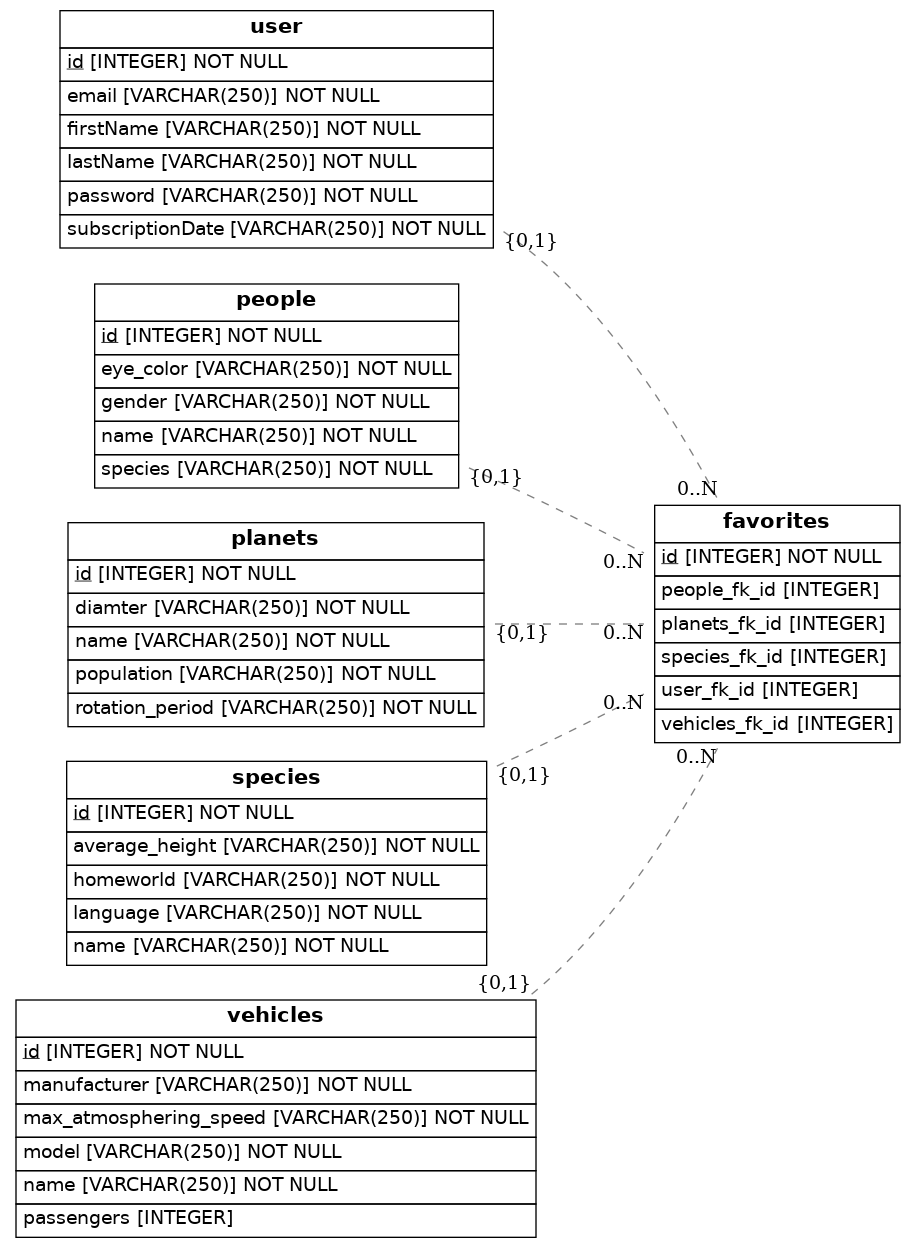 user
id [INTEGER] NOT NULL
email [VARCHAR(250)] NOT NULL
firstName [VARCHAR(250)] NOT NULL
lastName [VARCHAR(250)] NOT NULL
password [VARCHAR(250)] NOT NULL
subscriptionDate [VARCHAR(250)] NOT NULL
{0,1}
people
id [INTEGER] NOT NULL
eye_color [VARCHAR(250)] NOT NULL
gender [VARCHAR(250)] NOT NULL
name [VARCHAR(250)] NOT NULL
species [VARCHAR(250)] NOT NULL
{0,1}
planets
id [INTEGER] NOT NULL
diamter [VARCHAR(250)] NOT NULL
name [VARCHAR(250)] NOT NULL
population [VARCHAR(250)] NOT NULL
rotation_period [VARCHAR(250)] NOT NULL
{0,1}
species
id [INTEGER] NOT NULL
average_height [VARCHAR(250)] NOT NULL
homeworld [VARCHAR(250)] NOT NULL
language [VARCHAR(250)] NOT NULL
name [VARCHAR(250)] NOT NULL
{0,1}
vehicles
id [INTEGER] NOT NULL
manufacturer [VARCHAR(250)] NOT NULL
max_atmosphering_speed [VARCHAR(250)] NOT NULL
model [VARCHAR(250)] NOT NULL
name [VARCHAR(250)] NOT NULL
passengers [INTEGER]
{0,1}
0..N
0..N
0..N
0..N
0..N
favorites
id [INTEGER] NOT NULL
people_fk_id [INTEGER]
planets_fk_id [INTEGER]
species_fk_id [INTEGER]
user_fk_id [INTEGER]
vehicles_fk_id [INTEGER]